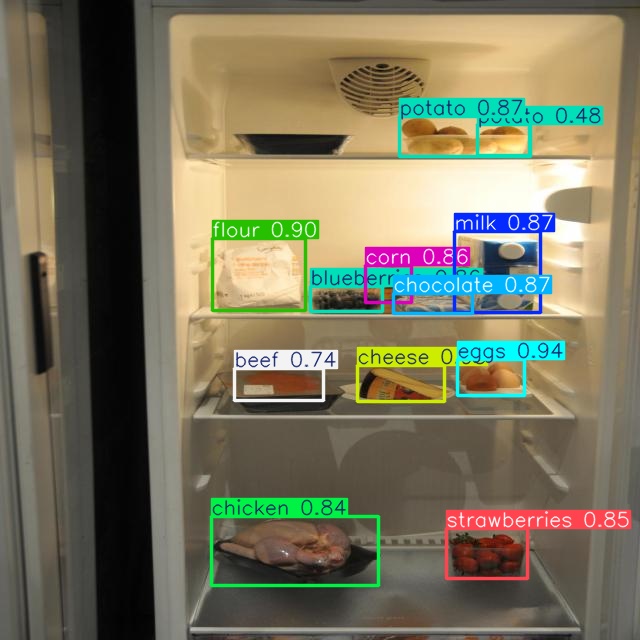 potato 0.87
potato 0.48
flour 0.90
milk 0.87
corn 0.86
chocolate 0.87
beef 0.74
cheese
eggs 0.94
chicken 0.84
strawberries 0.85